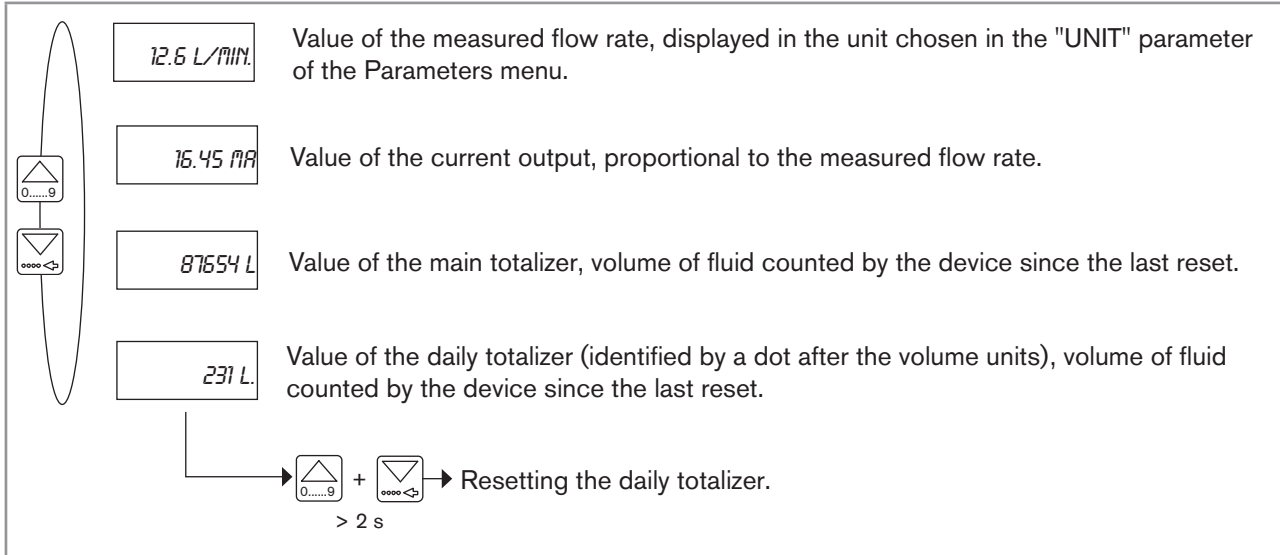 12.6 L/MIN.
Value of the measured flow rate, displayed in the unit chosen in the "UNIT" parameter
of the Parameters menu.
16.45 MA
Value of the current output, proportional to the measured flow rate.
0......9
87654 L
Value of the main totalizer, volume of fluid counted by the device since the last reset.
231 L.
Value of the daily totalizer (identified by a dot after the volume units), volume of fluid
counted by the device since the last reset.
0......9 + Resetting the daily totalizer.
> 2 s